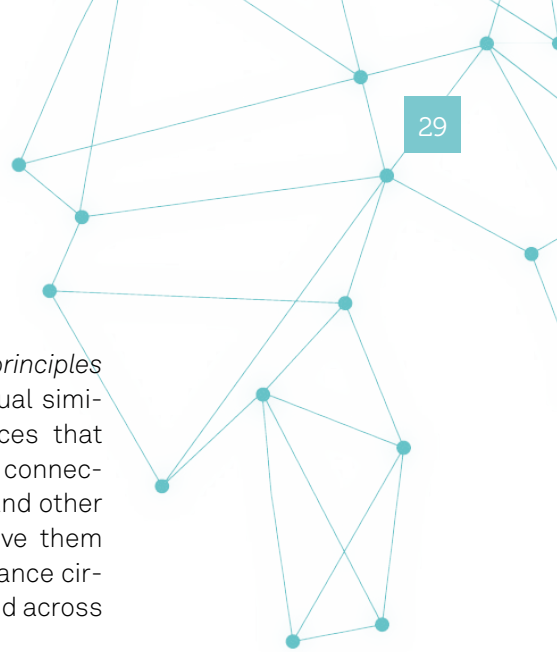 29
principles
ual simi-
ces that
connec-
nd other
ve them
ance cir-
d across